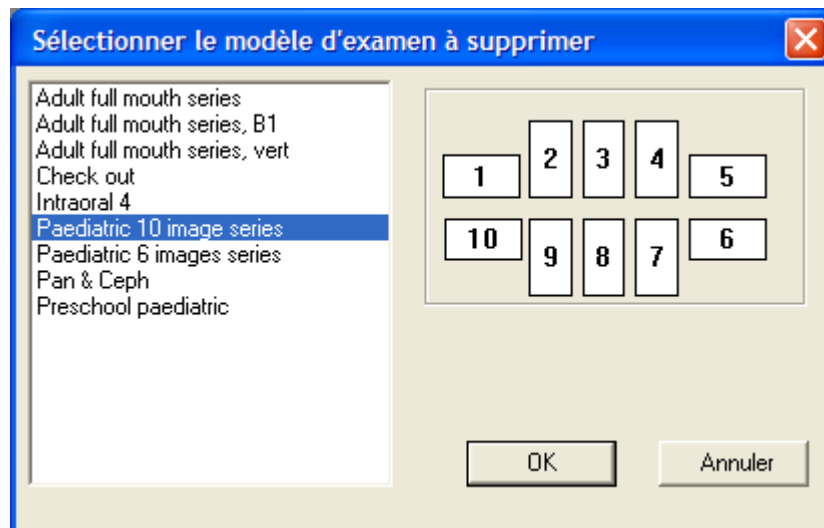 Sélectionner le modèle d'examen à supprimer
Adult full mouth series
Adult full mouth series, B1
Adult full mouth series, vert
Check out
Intraoral 4
Paediatric 10 image series
Paediatric 6 images series
Pan & Ceph
Preschool paediatric
1 2 3 4 5
10 9 8 7 6
OK Annuler